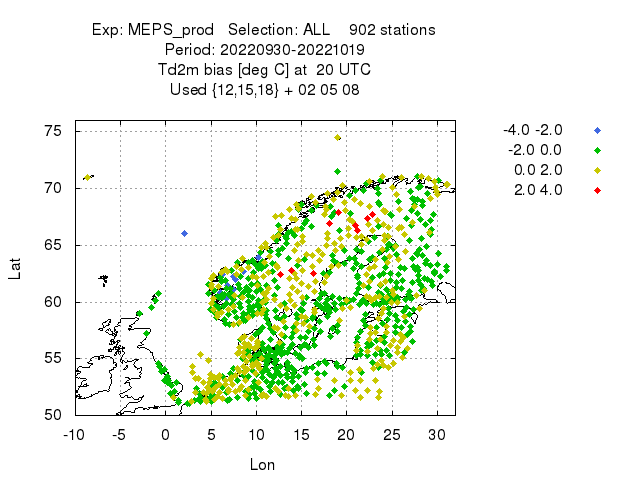 Exp: MEPS_prod   Selection: ALL    902 stations
Period: 20220930-20221019
Td2m bias [deg C] at  20 UTC
Used {12,15,18} + 02 05 08
-4.0 -2.0
-2.0 0.0
0.0 2.0
2.0 4.0
75
70
65
60
55
50
Lat
-10 -5 0 5 10 15 20 25 30
Lon